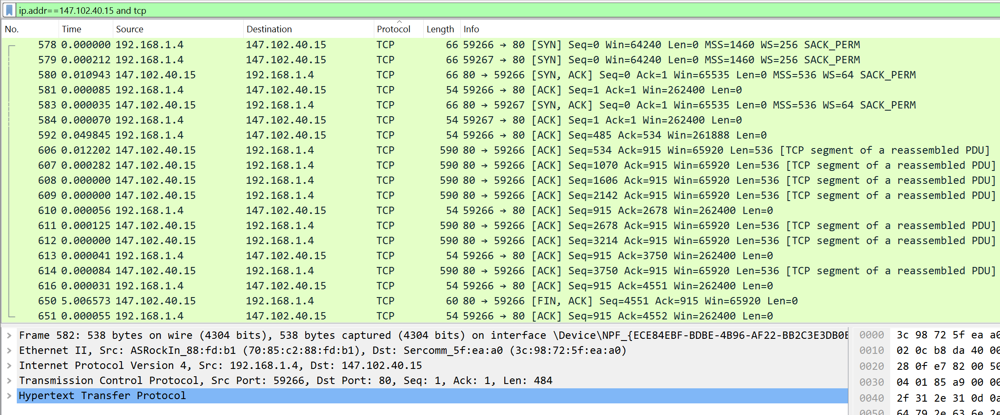 ip.addr==147.102.40.15 and tcp
No. Time Source Destination Protocol Length Info
578 0.000000 192.168.1.4 147.102.40.15 TCP 66 59266 → 80 [SYN] Seq=0 Win=64240 Len=0 MSS=1460 WS=256 SACK_PERM
579 0.000212 192.168.1.4 147.102.40.15 TCP 66 59267 → 80 [SYN] Seq=0 Win=64240 Len=0 MSS=1460 WS=256 SACK_PERM
580 0.010943 147.102.40.15 192.168.1.4 TCP 66 80 → 59266 [SYN, ACK] Seq=0 Ack=1 Win=65535 Len=0 MSS=536 WS=64 SACK_PERM
581 0.000085 192.168.1.4 147.102.40.15 TCP 54 59266 → 80 [ACK] Seq=1 Ack=1 Win=262400 Len=0
583 0.000035 147.102.40.15 192.168.1.4 TCP 66 80 → 59267 [SYN, ACK] Seq=0 Ack=1 Win=65535 Len=0 MSS=536 WS=64 SACK_PERM
584 0.000070 192.168.1.4 147.102.40.15 TCP 54 59267 → 80 [ACK] Seq=1 Ack=1 Win=262400 Len=0
592 0.049845 192.168.1.4 147.102.40.15 TCP 54 59266 → 80 [ACK] Seq=485 Ack=534 Win=261888 Len=0
606 0.012202 147.102.40.15 192.168.1.4 TCP 590 80 → 59266 [ACK] Seq=534 Ack=915 Win=65920 Len=536 [TCP segment of a reassembled PDU]
607 0.000282 147.102.40.15 192.168.1.4 TCP 590 80 → 59266 [ACK] Seq=1070 Ack=915 Win=65920 Len=536 [TCP segment of a reassembled PDU]
608 0.000000 147.102.40.15 192.168.1.4 TCP 590 80 → 59266 [ACK] Seq=1606 Ack=915 Win=65920 Len=536 [TCP segment of a reassembled PDU]
609 0.000000 147.102.40.15 192.168.1.4 TCP 590 80 → 59266 [ACK] Seq=2142 Ack=915 Win=65920 Len=536 [TCP segment of a reassembled PDU]
610 0.000056 192.168.1.4 147.102.40.15 TCP 54 59266 → 80 [ACK] Seq=915 Ack=2678 Win=262400 Len=0
611 0.000125 147.102.40.15 192.168.1.4 TCP 590 80 → 59266 [ACK] Seq=2678 Ack=915 Win=65920 Len=536 [TCP segment of a reassembled PDU]
612 0.000000 147.102.40.15 192.168.1.4 TCP 590 80 → 59266 [ACK] Seq=3214 Ack=915 Win=65920 Len=536 [TCP segment of a reassembled PDU]
613 0.000041 192.168.1.4 147.102.40.15 TCP 54 59266 → 80 [ACK] Seq=915 Ack=3750 Win=262400 Len=0
614 0.000084 147.102.40.15 192.168.1.4 TCP 590 80 → 59266 [ACK] Seq=3750 Ack=915 Win=65920 Len=536 [TCP segment of a reassembled PDU]
616 0.000031 192.168.1.4 147.102.40.15 TCP 54 59266 → 80 [ACK] Seq=915 Ack=4551 Win=262400 Len=0
650 5.006573 147.102.40.15 192.168.1.4 TCP 60 80 → 59266 [FIN, ACK] Seq=4551 Ack=915 Win=65920 Len=0
651 0.000055 192.168.1.4 147.102.40.15 TCP 54 59266 → 80 [ACK] Seq=915 Ack=4552 Win=262400 Len=0
Frame 582: 538 bytes on wire (4304 bits), 538 bytes captured (4304 bits) on interface \Device\NPF_{ECE84EBF-BDBE-4B96-AF22-BB2C3E3DB0E
Ethernet II, Src: ASRockIn_88:fd:b1 (70:85:c2:88:fd:b1), Dst: Sercomm_5f:ea:a0 (3c:98:72:5f:ea:a0)
Internet Protocol Version 4, Src: 192.168.1.4, Dst: 147.102.40.15
Transmission Control Protocol, Src Port: 59266, Dst Port: 80, Seq: 1, Ack: 1, Len: 484
Hypertext Transfer Protocol
0000 3c 98 72 5f ea a0
0010 02 0c b8 da 40 00
0020 28 0f e7 82 00 50
0030 04 01 85 a9 00 00
0040 2f 31 2e 31 0d 0a
0050 64 79 2e 63 6e 2e